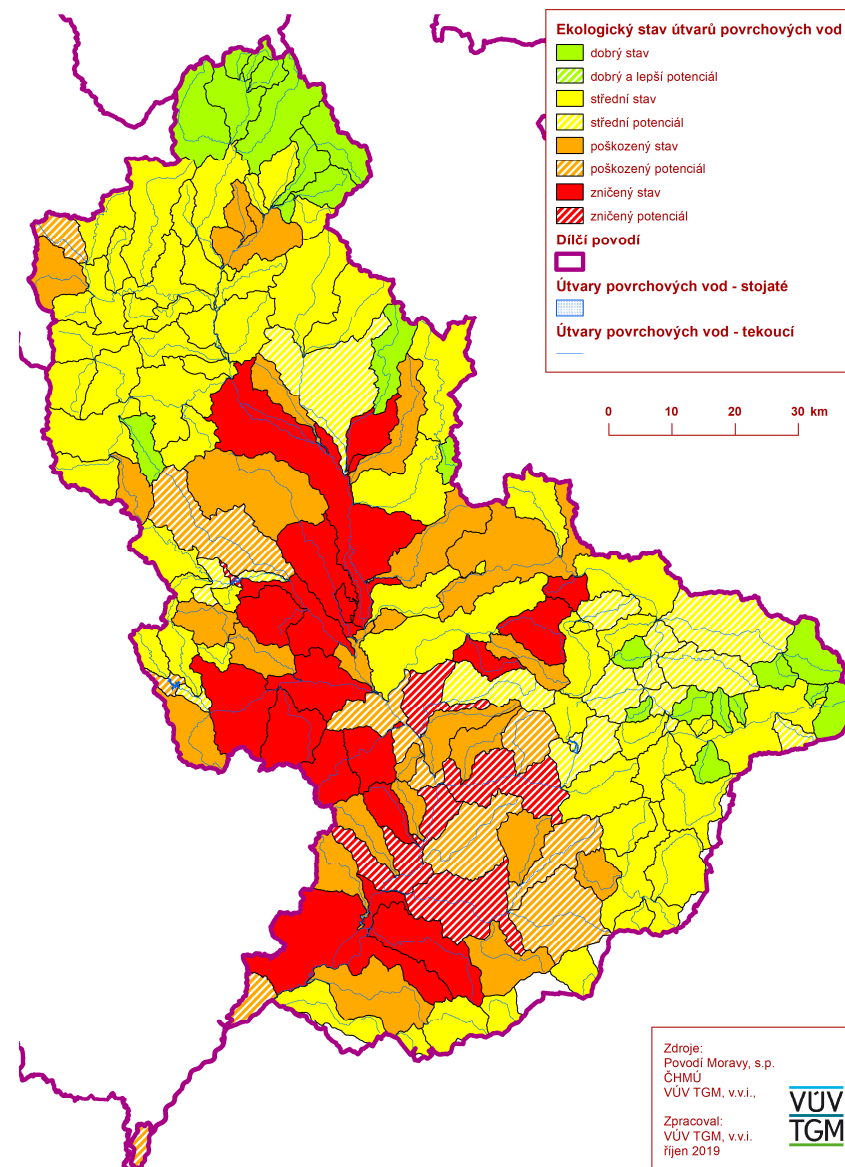 Ekologický stav útvarů povrchových vod
dobrý stav
dobrý a lepší potenciál
střední stav
střední potenciál
poškozený stav
poškozený potenciál
zničený stav
zničený potenciál
Dílčí povodí
Útvary povrchových vod - stojaté
Útvary povrchových vod - tekoucí
0 10 20 30 km
Zdroje:
Povodí Moravy, s.p.
ČHMÚ
VÚV TGM, v.v.i.,
Zpracoval:
VÚV TGM, v.v.i.
říjen 2019
VÚV
TGM